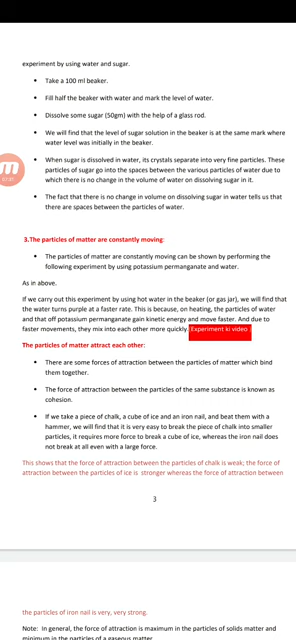 experiment by using water and sugar.
• Take a 100 ml beaker.
• Fill half the beaker with water and mark the level of water.
• Dissolve some sugar (50gm) with the help of a glass rod.
• We will find that the level of sugar solution in the beaker is at the same mark where
water level was initially in the beaker.
• When sugar is dissolved in water, its crystals separate into very fine particles. These
particles of sugar go into the spaces between the various particles of water due to
which there is no change in the volume of water on dissolving sugar in it.
• The fact that there is no change in volume on dissolving sugar in water tells us that
there are spaces between the particles of water.
3.The particles of matter are constantly moving:
• The particles of matter are constantly moving can be shown by performing the
following experiment by using potassium permanganate and water.
As in above.
If we carry out this experiment by using hot water in the beaker (or gas jar), we will find that
the water turns purple at a faster rate. This is because, on heating, the particles of water
and that off potassium permanganate gain kinetic energy and move faster. And due to
faster movements, they mix into each other more quickly. Experiment ki video
The particles of matter attract each other:
• There are some forces of attraction between the particles of matter which bind
them together.
• The force of attraction between the particles of the same substance is known as
cohesion.
• If we take a piece of chalk, a cube of ice and an iron nail, and beat them with a
hammer, we will find that it is very easy to break the piece of chalk into smaller
particles, it requires more force to break a cube of ice, whereas the iron nail does
not break at all even with a large force.
This shows that the force of attraction between the particles of chalk is weak; the force of
attraction between the particles of ice is stronger whereas the force of attraction between
3
the particles of iron nail is very, very strong.
Note: In general, the force of attraction is maximum in the particles of solids matter and
minimum in the particles of a gaseous matter